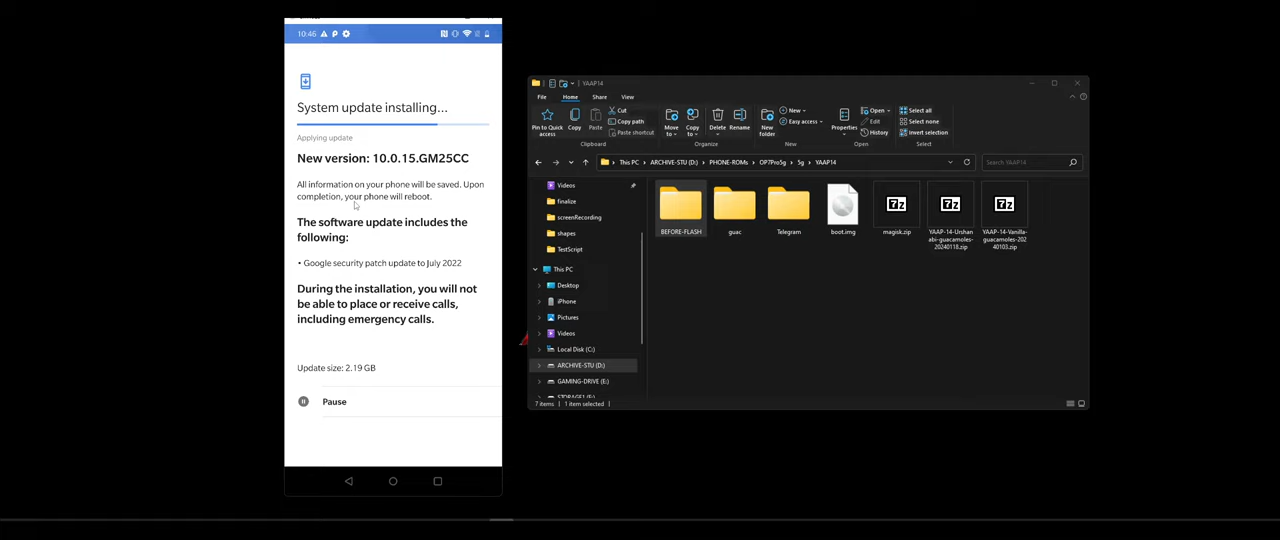 10:46
System update installing...
Applying update
New version: 10.0.15.GM25CC
All information on your phone will be saved. Upon
completion, your phone will reboot.
The software update includes the
following:
• Google security patch update to July 2022
During the installation, you will not
be able to place or receive calls,
including emergency calls.
Update size: 2.19 GB
Pause
YAAP14
File Home Share View
Pin to Quick
access
Copy
Paste
Cut
Copy path
Paste shortcut
Clipboard
Move
to
Copy
to
Delete
Rename
Organize
New
folder
New
Easy access
New
Properties
Open
Edit
History
Open
Select all
Select none
Invert selection
Select
This PC > ARCHIVE-STU (D:) > PHONE-ROMs > OP7Pro5g > 5g > YAAP14
Search YAAP14
Videos
finalize
screenRecording
shapes
TestScript
This PC
Desktop
iPhone
Pictures
Videos
Local Disk (C:)
ARCHIVE-STU (D:)
GAMING-DRIVE (E:)
STORAGE1 (F:)
BEFORE-FLASH
guac
Telegram
boot.img
magisk.zip
YAAP-14-Urshan
abi-guacamoles-
20240118.zip
YAAP-14-Vanilla-
guacamoles-202
40103.zip
7 items 1 item selected